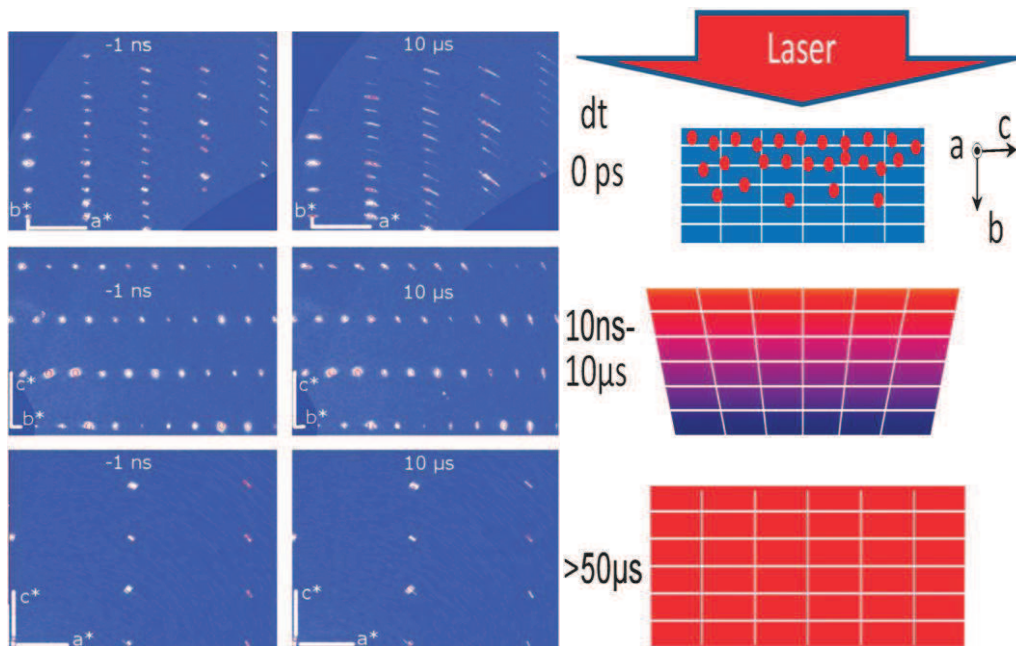 -1 ns
10 µs
b*
a*
b*
a*
-1 ns
10 µs
c*
b*
c*
b*
-1 ns
10 µs
c*
a*
c*
a*
Laser
dt
0 ps
a
c
b
10ns-
10µs
>50µs